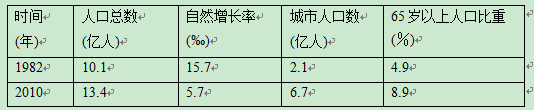 时间 人口总数 自然增长率 城市人口数 65岁以上人口比重
(年) (亿人) (‰) (亿人) (%)
1982 10.1 15.7 2.1 4.9
2010 13.4 5.7 6.7 8.9